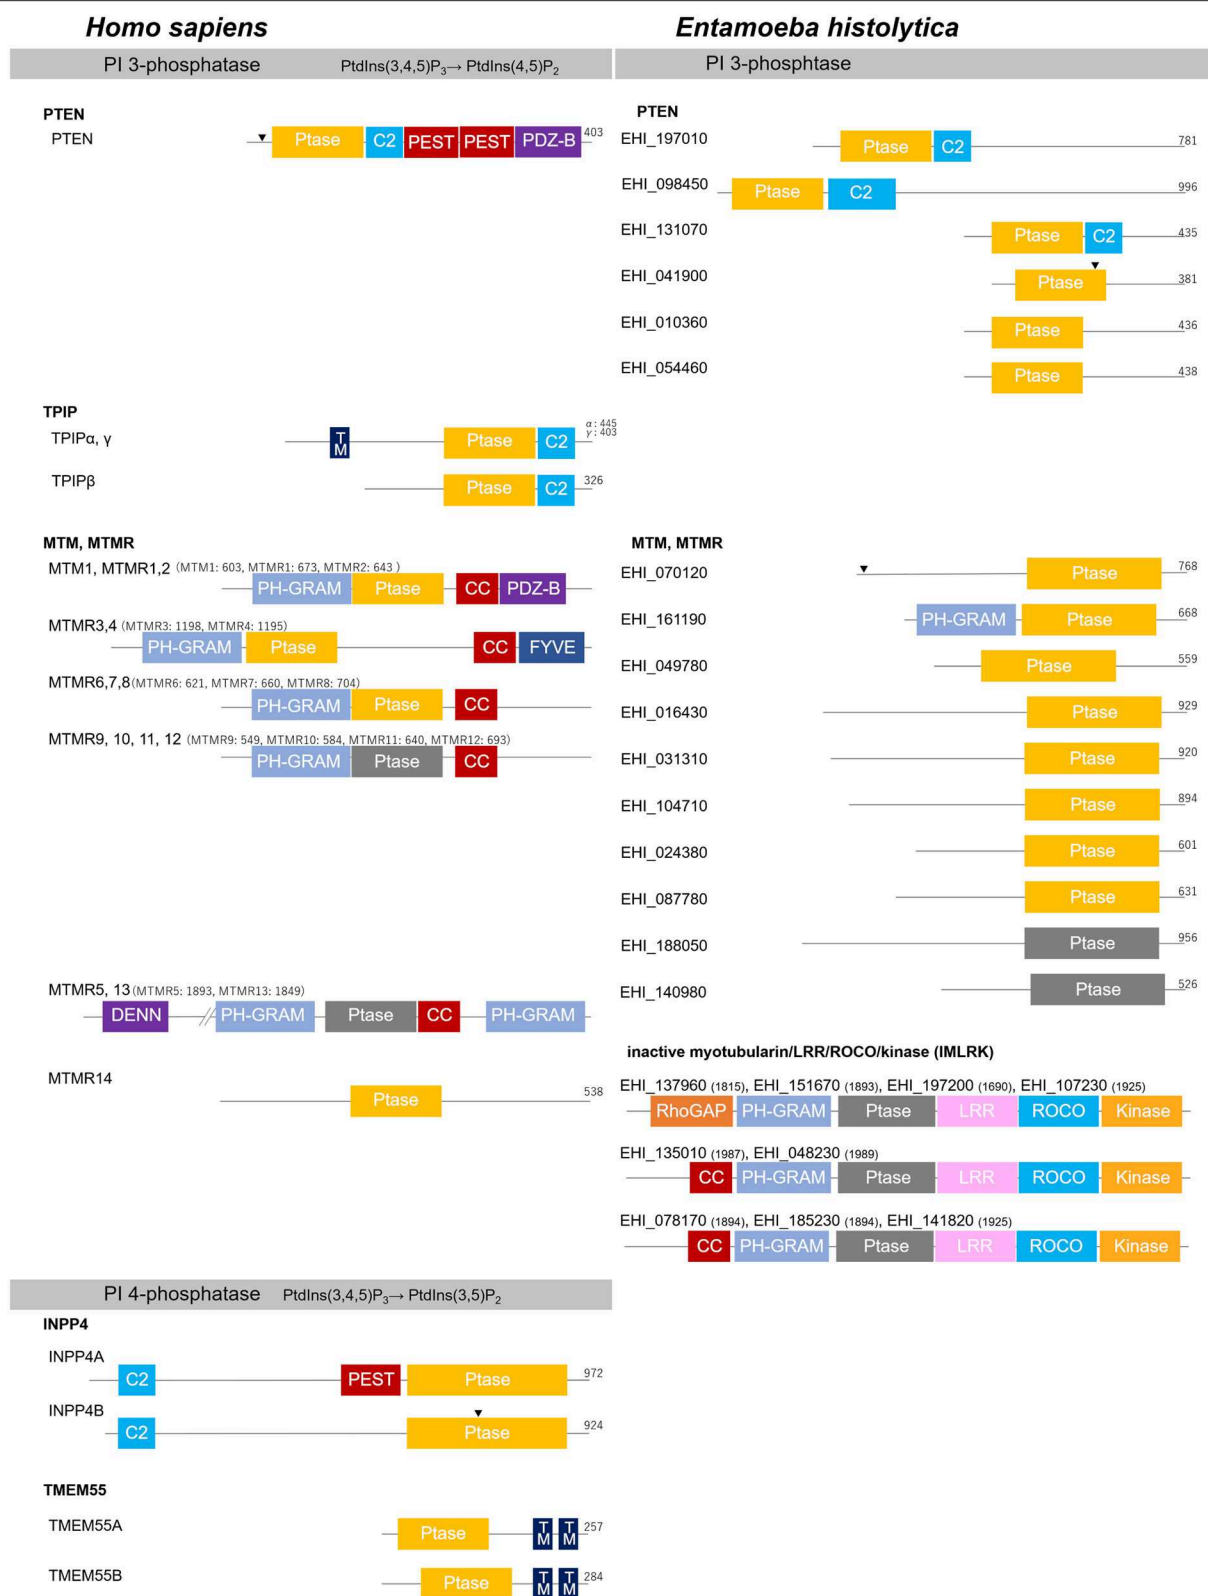 Homo sapiens
PI 3-phosphatase PtdIns(3,4,5)P3→ PtdIns(4,5)P2
PTEN
PTEN Ptase C2 PEST PEST PDZ-B 403
TPIP
TPIPα, γ TM Ptase C2 α: 445 γ: 403
TPIPβ Ptase C2 326
MTM, MTMR
MTM1, MTMR1,2 (MTM1: 603, MTMR1: 673, MTMR2: 643 )
PH-GRAM Ptase CC PDZ-B
MTMR3,4 (MTMR3: 1198, MTMR4: 1195)
PH-GRAM Ptase CC FYVE
MTMR6,7,8(MTMR6: 621, MTMR7: 660, MTMR8: 704)
PH-GRAM Ptase CC
MTMR9, 10, 11, 12 (MTMR9: 549, MTMR10: 584, MTMR11: 640, MTMR12: 693)
PH-GRAM Ptase CC
MTMR5, 13(MTMR5: 1893, MTMR13: 1849)
DENN PH-GRAM Ptase CC PH-GRAM
MTMR14 Ptase 538
PI 4-phosphatase PtdIns(3,4,5)P3→ PtdIns(3,5)P2
INPP4
INPP4A C2 PEST Ptase 972
INPP4B C2 Ptase 924
TMEM55
TMEM55A Ptase TM TM 257
TMEM55B Ptase TM TM 284
Entamoeba histolytica
PI 3-phosphtase
PTEN
EHI_197010 Ptase C2 781
EHI_098450 Ptase C2 996
EHI_131070 Ptase C2 435
EHI_041900 Ptase 381
EHI_010360 Ptase 436
EHI_054460 Ptase 438
MTM, MTMR
EHI_070120 Ptase 768
EHI_161190 PH-GRAM Ptase 668
EHI_049780 Ptase 559
EHI_016430 Ptase 929
EHI_031310 Ptase 920
EHI_104710 Ptase 894
EHI_024380 Ptase 601
EHI_087780 Ptase 631
EHI_188050 Ptase 956
EHI_140980 Ptase 526
inactive myotubularin/LRR/ROCO/kinase (IMLRK)
EHI_137960 (1815), EHI_151670 (1893), EHI_197200 (1690), EHI_107230 (1925)
RhoGAP PH-GRAM Ptase LRR ROCO Kinase
EHI_135010 (1987), EHI_048230 (1989)
CC PH-GRAM Ptase LRR ROCO Kinase
EHI_078170 (1894), EHI_185230 (1894), EHI_141820 (1925)
CC PH-GRAM Ptase LRR ROCO Kinase